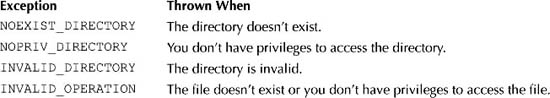 Exception Thrown When
NOEXIST_DIRECTORY The directory doesn't exist.
NOPRIV_DIRECTORY You don't have privileges to access the directory.
INVALID_DIRECTORY The directory is invalid.
INVALID_OPERATION The file doesn't exist or you don't have privileges to access the file.